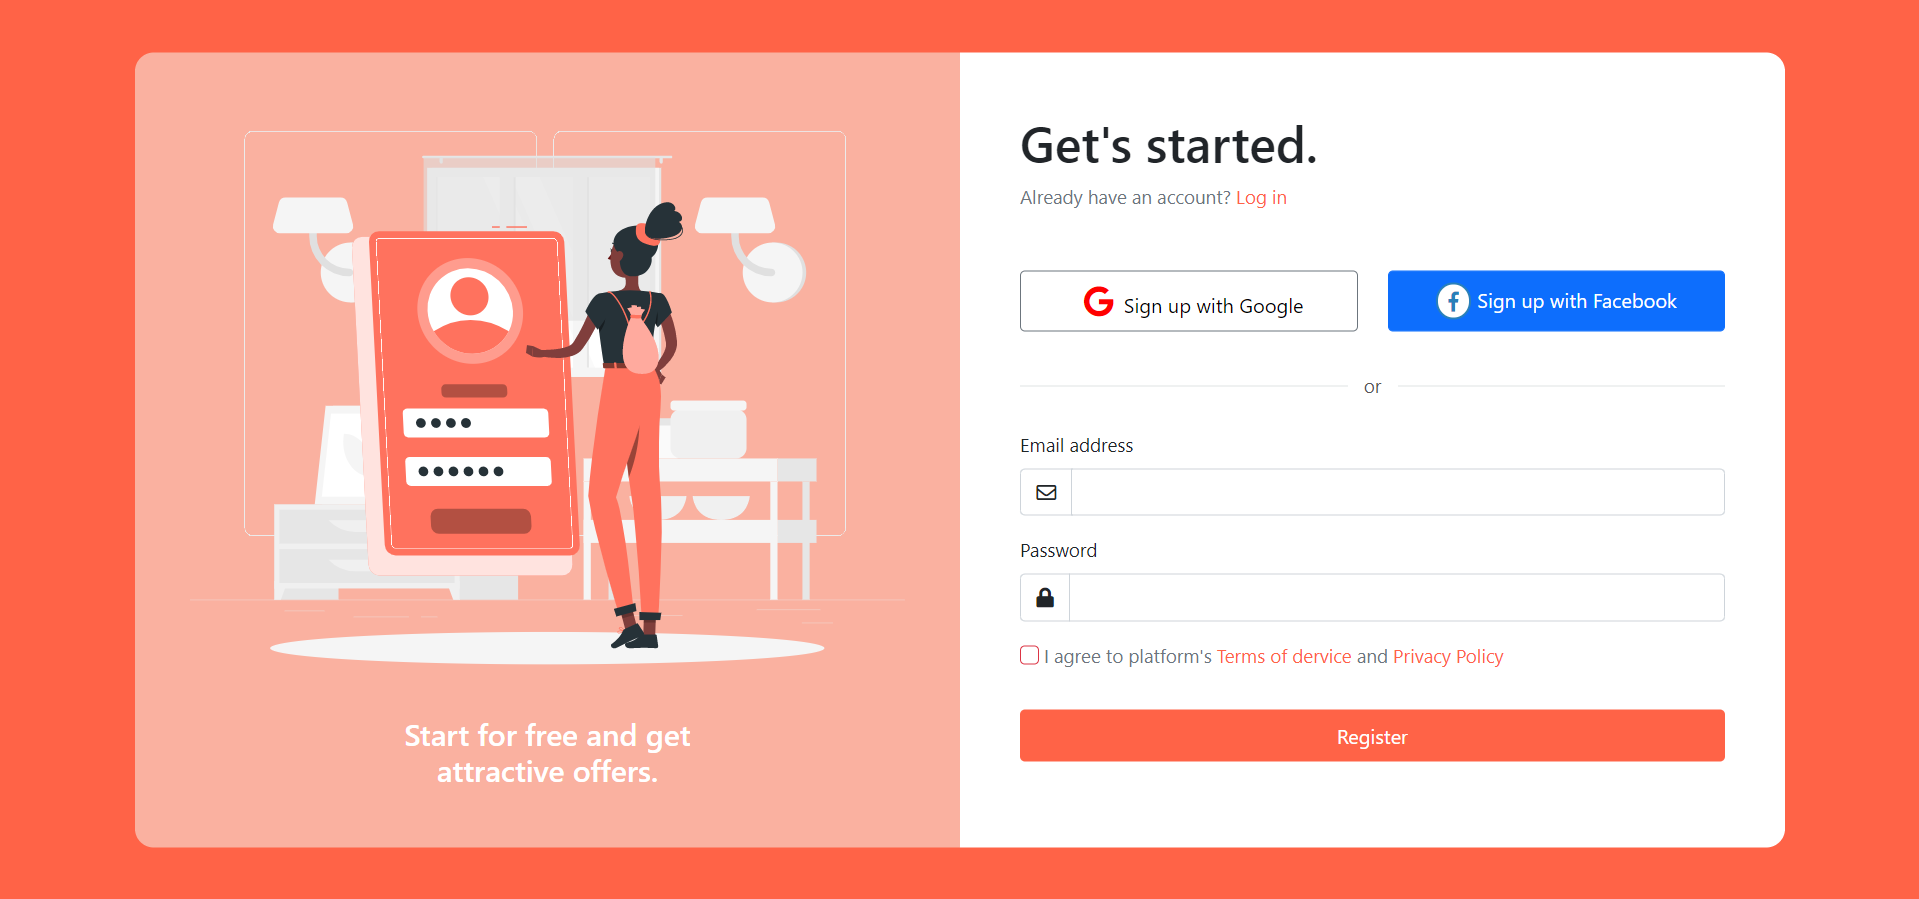 Get's started.
Already have an account? Log in
Sign up with Google
Sign up with Facebook
or
Email address
Password
I agree to platform's Terms of dervice and Privacy Policy
Register
Start for free and get
attractive offers.